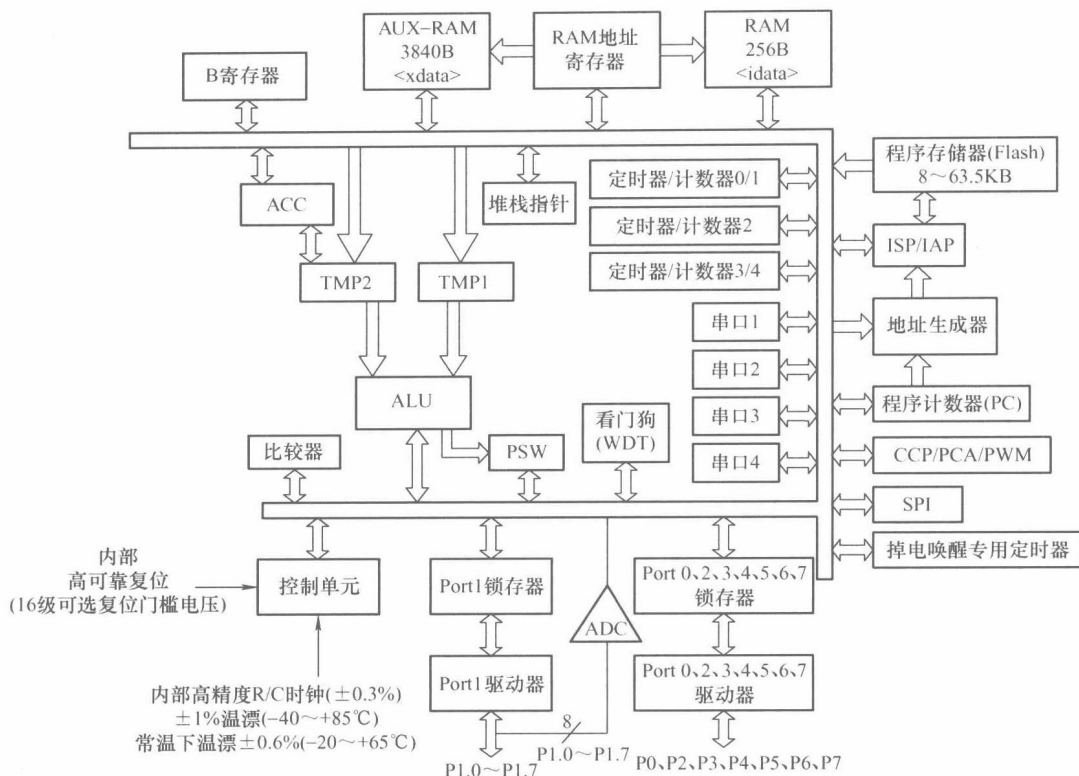 AUX-RAM
3840B
<xdata>
RAM地址
寄存器
RAM
256B
<idata>
B寄存器
程序存储器(Flash)
8～63.5KB
定时器/计数器0/1
ACC
堆栈指针
定时器/计数器2
ISP/IAP
TMP2
TMP1
定时器/计数器3/4
串口1
地址生成器
串口2
ALU
程序计数器(PC)
看门狗
(WDT)
串口3
比较器
PSW
串口4
CCP/PCA/PWM
SPI
内部
高可靠复位
(16级可选复位门槛电压)
控制单元
Port1锁存器
ADC
Port 0､2､3､4､5､6､7
锁存器
掉电唤醒专用定时器
Port1驱动器
Port 0､2､3､4､5､6､7
驱动器
内部高精度R/C时钟(±0.3%)
±1%温漂(−40～+85℃)
常温下温漂±0.6%(−20～+65℃)
8
P1.0～P1.7
P1.0～P1.7
P0､P2､P3､P4､P5､P6､P7